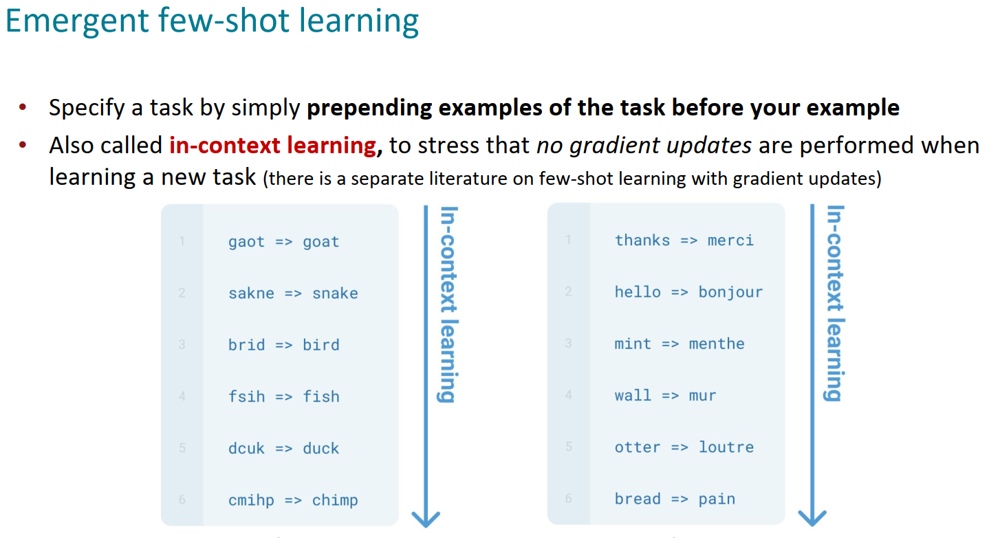 Emergent few-shot learning
• Specify a task by simply prepending examples of the task before your example
• Also called in-context learning, to stress that no gradient updates are performed when
learning a new task (there is a separate literature on few-shot learning with gradient updates)
1 gaot => goat
2 sakne => snake
3 brid => bird
4 fsih => fish
5 dcuk => duck
6 cmihp => chimp
In-context learning
1 thanks => merci
2 hello => bonjour
3 mint => menthe
4 wall => mur
5 otter => loutre
6 bread => pain
In-context learning